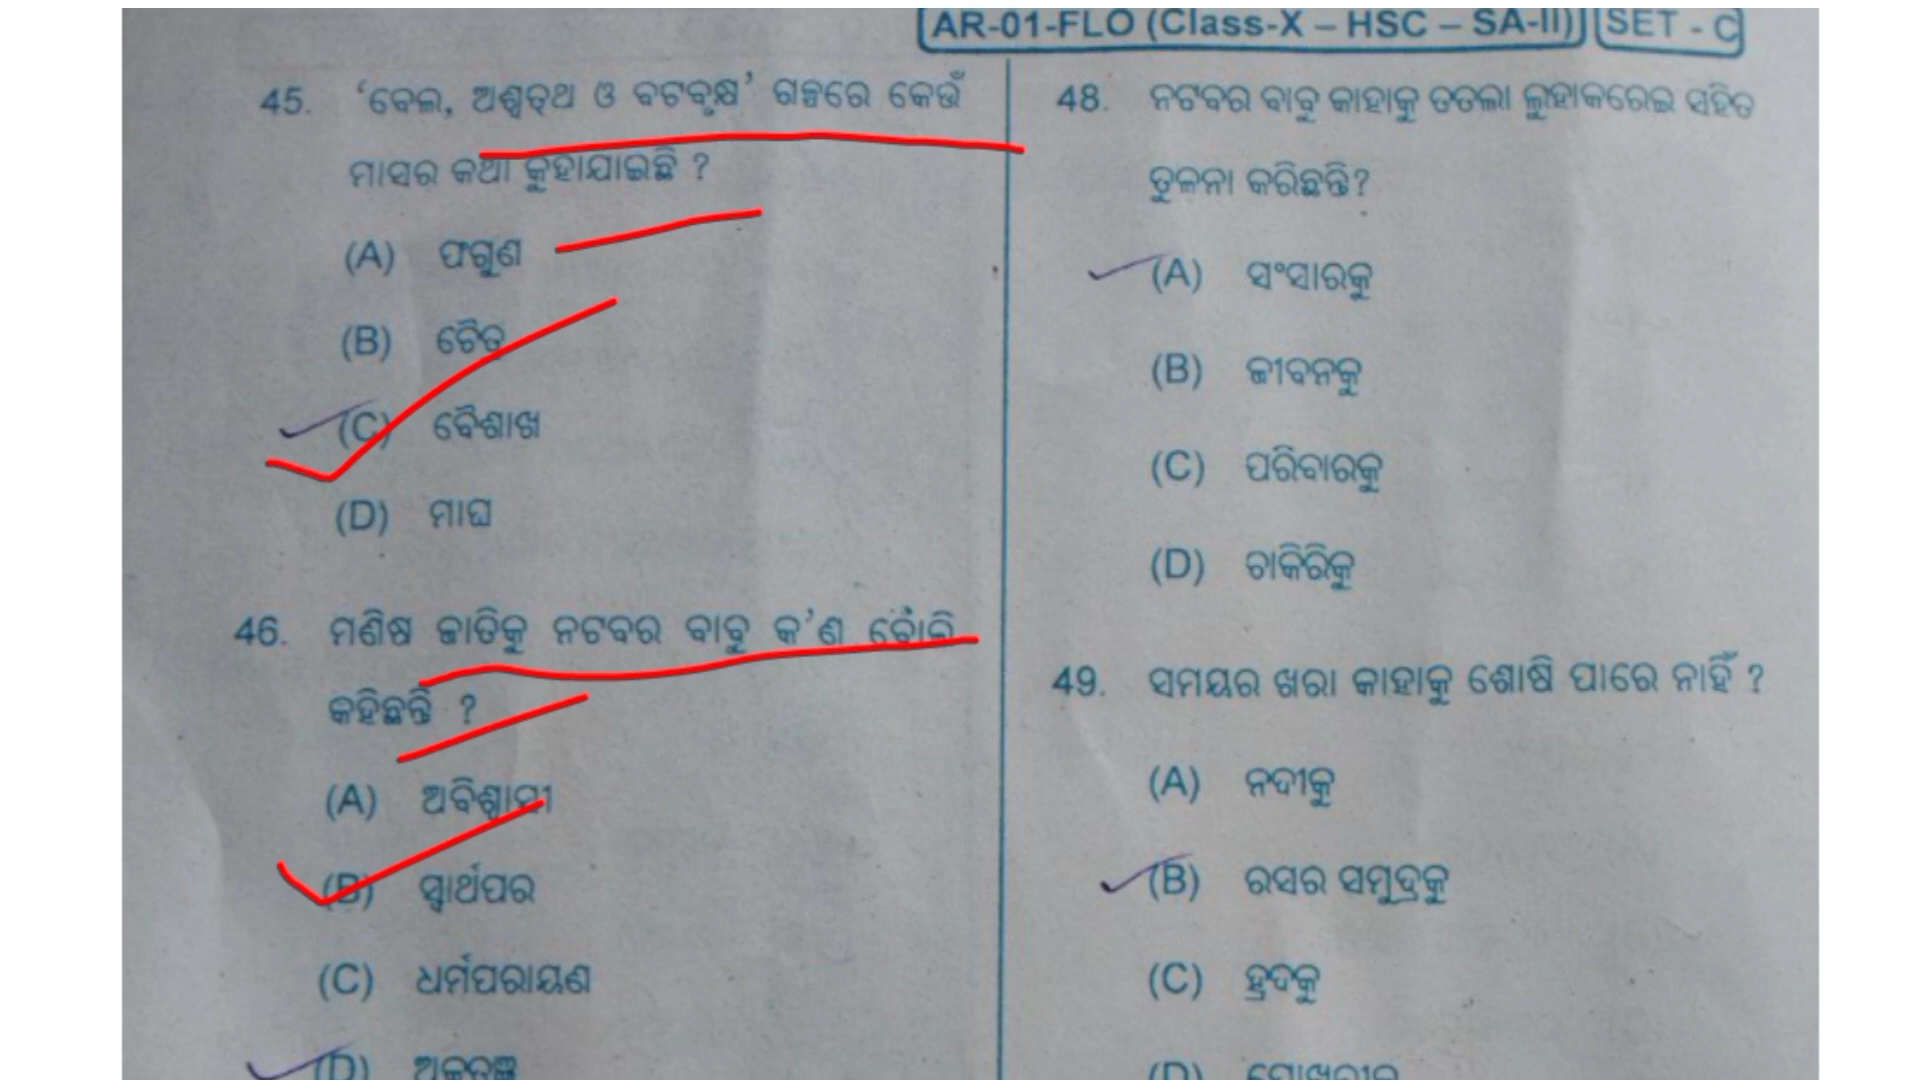 AR-01-FLO (Class-X – HSC – SA-II) SET - C
45. 'ବେଲ, ଅଶ୍ୱତ୍ଥ ଓ ବଟବୃକ୍ଷ' ଗଳ୍ପରେ କେଉଁ
ମାସର କଥା କୁହାଯାଇଛି ?
(A) ଫଗୁଣ
(B) ଚୈତ୍ର
(C) ବୈଶାଖ
(D) ମାଘ
46. ମଣିଷ ଜାତିକୁ ନଟବର ବାବୁ କ'ଣ ବୋଲି
କହିଛନ୍ତି ?
(A) ଅବିଶ୍ୱାସୀ
(B) ସ୍ୱାର୍ଥପର
(C) ଧର୍ମପରାୟଣ
(D) ଅକୃତଜ୍ଞ
48. ନଟବର ବାବୁ କାହାକୁ ତତଲା ଲୁହାକରେଇ ସହିତ
ତୁଳନା କରିଛନ୍ତି?
(A) ସଂସାରକୁ
(B) ଜୀବନକୁ
(C) ପରିବାରକୁ
(D) ଚାକିରିକୁ
49. ସମୟର ଖରା କାହାକୁ ଶୋଷି ପାରେ ନାହିଁ ?
(A) ନଦୀକୁ
(B) ରସର ସମୁଦ୍ରକୁ
(C) ହ୍ରଦକୁ
(D)